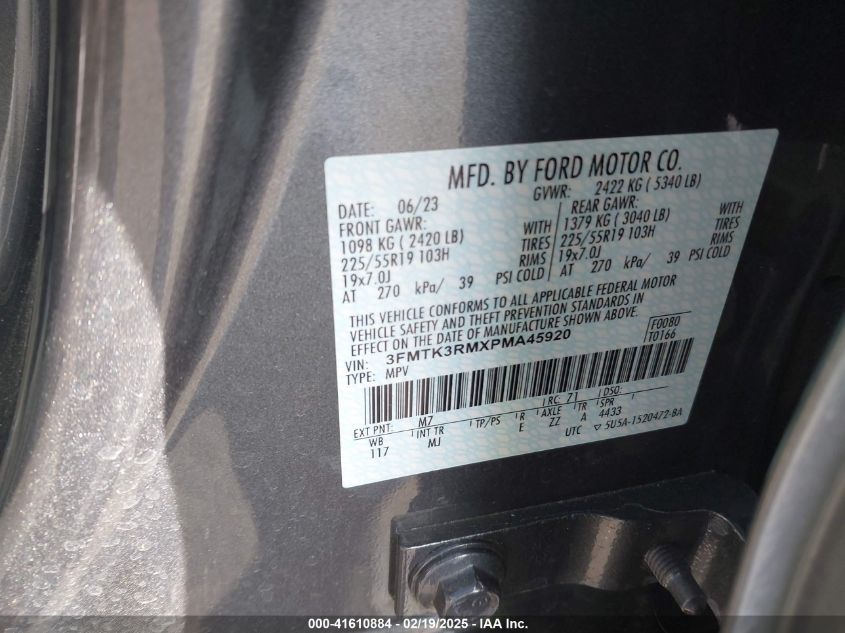 MFD. BY FORD MOTOR CO.
DATE: 06/23 GVWR: 2422 KG ( 5340 LB)
FRONT GAWR: REAR GAWR:
1098 KG ( 2420 LB) WITH 1379 KG ( 3040 LB) WITH
225/55R19 103H TIRES 225/55R19 103H TIRES
19x7.0J RIMS 19x7.0J RIMS
AT 270 kPa/ 39 PSI COLD AT 270 kPa/ 39 PSI COLD
THIS VEHICLE CONFORMS TO ALL APPLICABLE FEDERAL MOTOR
VEHICLE SAFETY AND THEFT PREVENTION STANDARDS IN
EFFECT ON THE DATE OF MANUFACTURE SHOWN ABOVE.
VIN: 3FMTK3RMXPMA45920 F0080
TYPE: MPV T0166
EXT PNT: M7 RC: 71 DSO:
WB INT TR TP/PS R AXLE TR SPR
117 MJ E ZZ A 4433
UTC ▽ 5U5A-1520472-BA
000-41610884 - 02/19/2025 - IAAI.COM